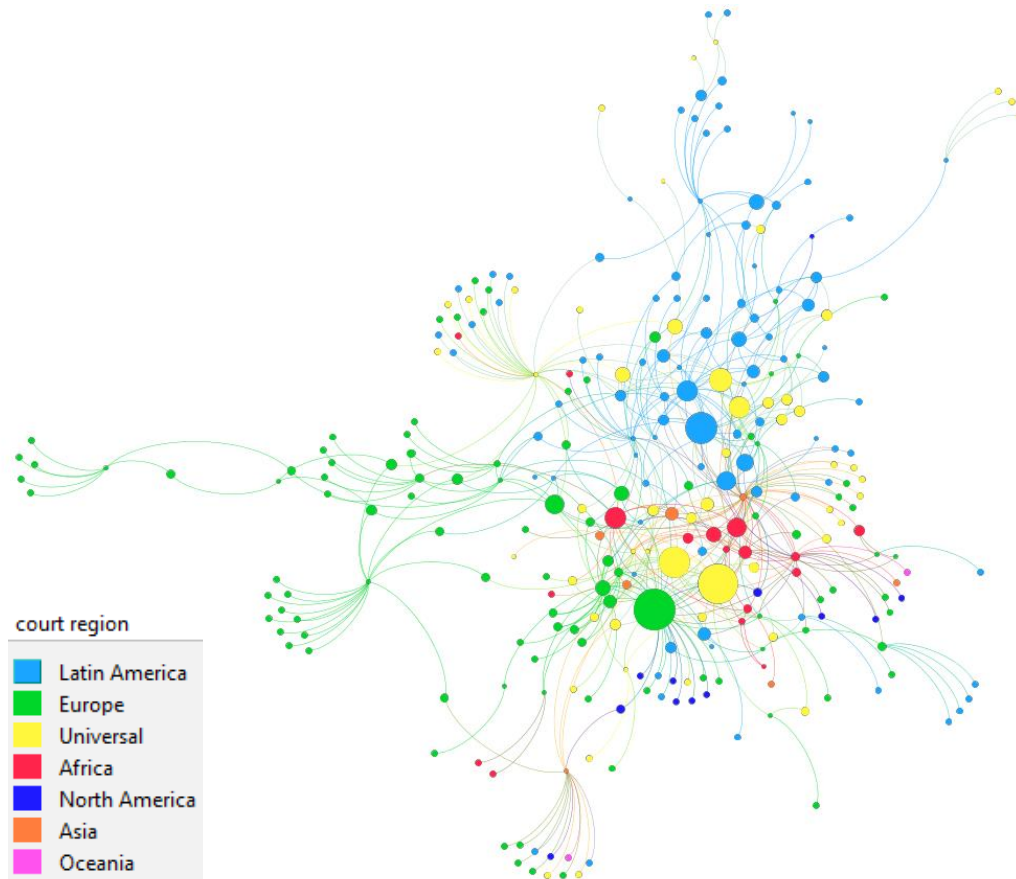 court region
Latin America
Europe
Universal
Africa
North America
Asia
Oceania